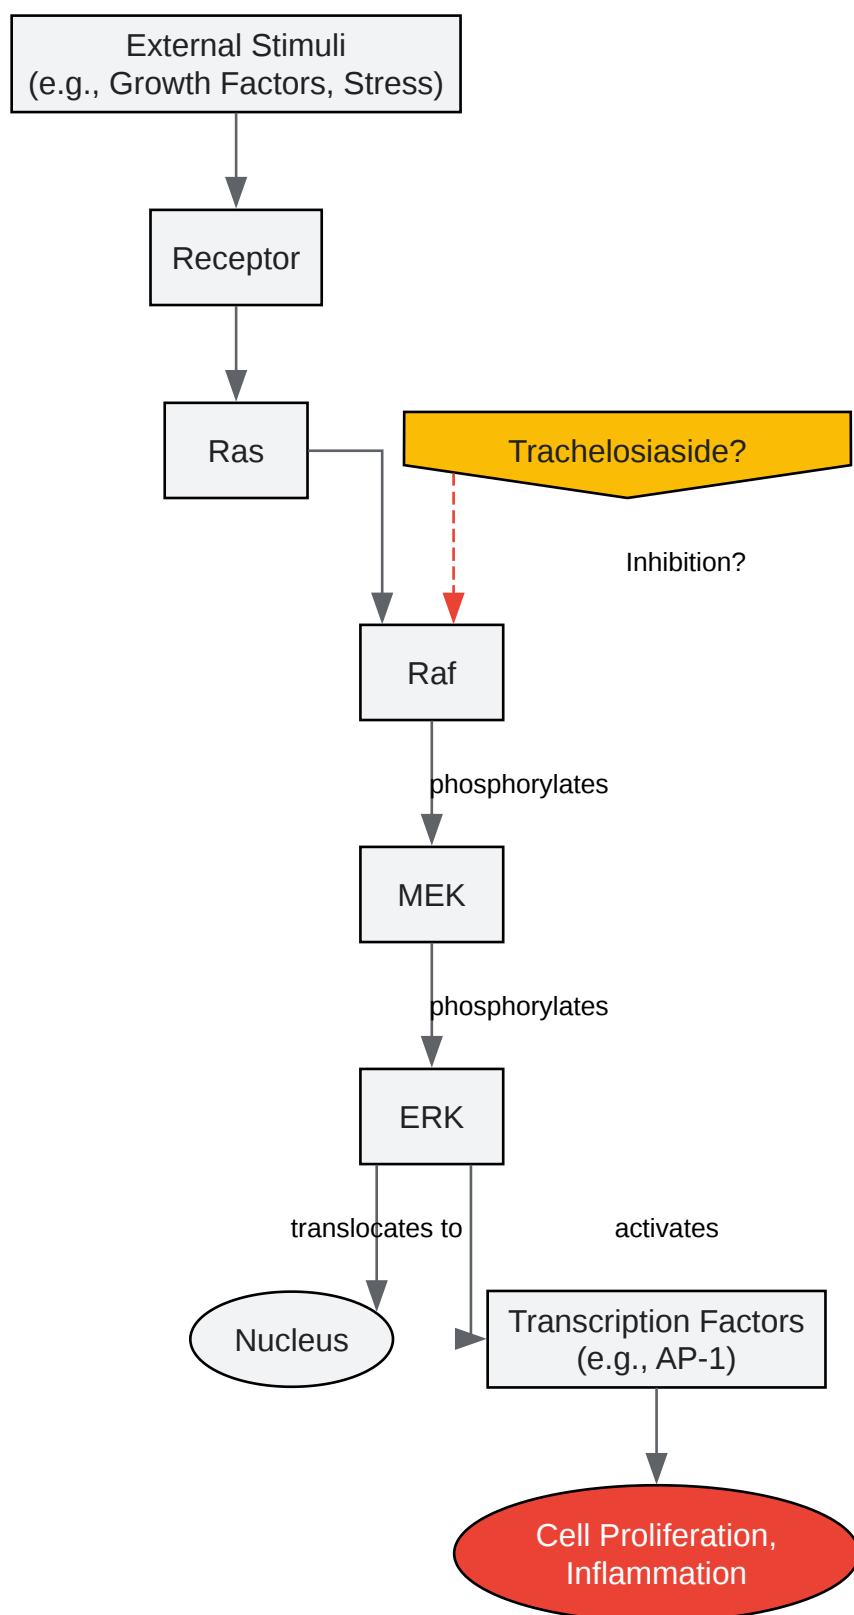 External Stimuli
(e.g., Growth Factors, Stress)
Receptor
Ras
Trachelosiaside?
Inhibition?
Raf
phosphorylates
MEK
phosphorylates
ERK
translocates to
activates
Nucleus
Transcription Factors
(e.g., AP-1)
Cell Proliferation,
Inflammation